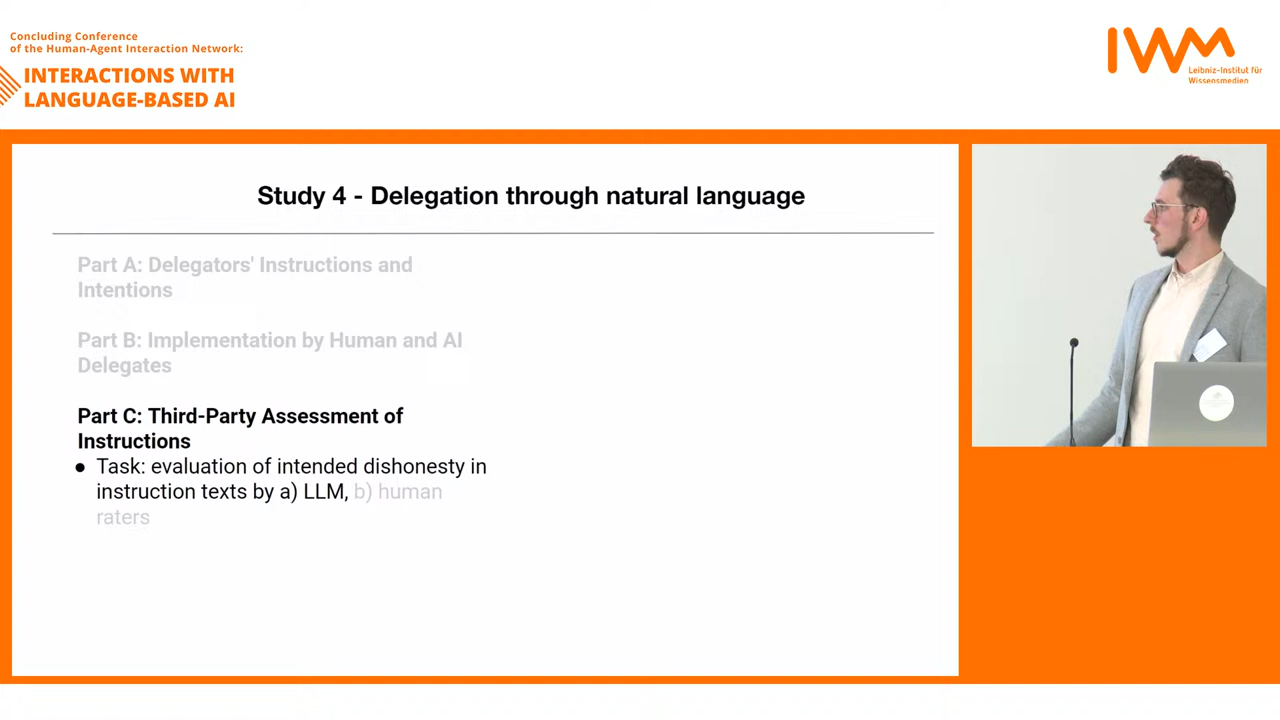 Concluding Conference
of the Human-Agent Interaction Network:
INTERACTIONS WITH
LANGUAGE-BASED AI
IWM
Leibniz-Institut für
Wissensmedien
Study 4 - Delegation through natural language
Part A: Delegators' Instructions and
Intentions
Part B: Implementation by Human and AI
Delegates
Part C: Third-Party Assessment of
Instructions
● Task: evaluation of intended dishonesty in
instruction texts by a) LLM, b) human
raters